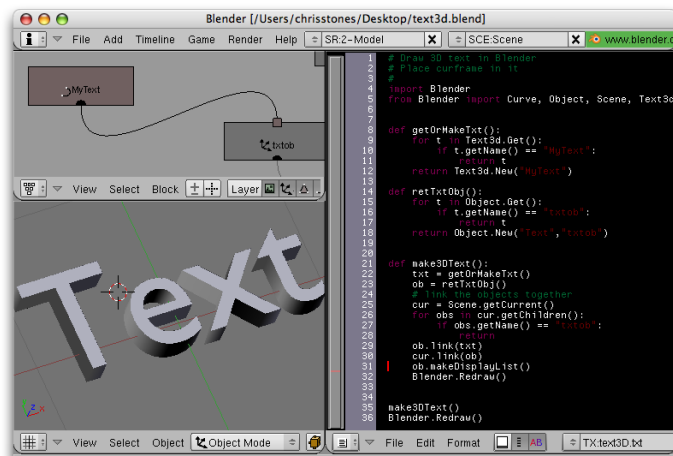 Blender [/Users/chrisstones/Desktop/text3d.blend]
File Add Timeline Game Render Help SR:2-Model X SCE:Scene X www.blender.o
MyText
txtob
View Select Block Layer
Text
z x
View Select Object Object Mode
1 # Draw 3D text in Blender
2 # Place curframe in it
3 #
4 import Blender
5 from Blender import Curve, Object, Scene, Text3d
6
7
8 def getOrMakeTxt():
9 for t in Text3d.Get():
10 if t.getName() == "MyText":
11 return t
12 return Text3d.New("MyText")
13
14 def retTxtObj():
15 for t in Object.Get():
16 if t.getName() == "txtob":
17 return t
18 return Object.New("Text","txtob")
19
20
21 def make3DText():
22 txt = getOrMakeTxt()
23 ob = retTxtObj()
24 # link the objects together
25 cur = Scene.getCurrent()
26 for obs in cur.getChildren():
27 if obs.getName() == "txtob":
28 return
29 ob.link(txt)
30 cur.link(ob)
31 ob.makeDisplayList()
32 Blender.Redraw()
33
34
35 make3DText()
36 Blender.Redraw()
File Edit Format AB TX:text3D.txt